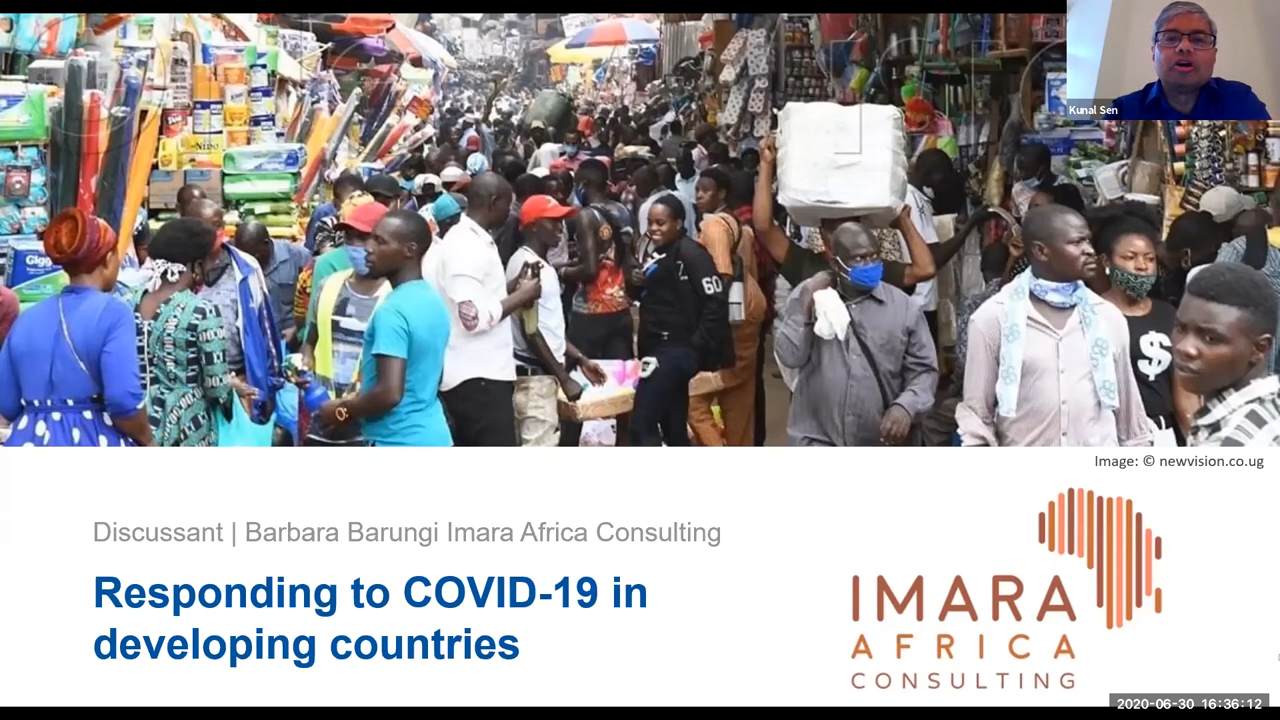 Kunal Sen
60
$
Image: © newvision.co.ug
Discussant | Barbara Barungi Imara Africa Consulting
Responding to COVID-19 in
developing countries
IMARA
AFRICA
CONSULTING
2020-06-30 16:36:12